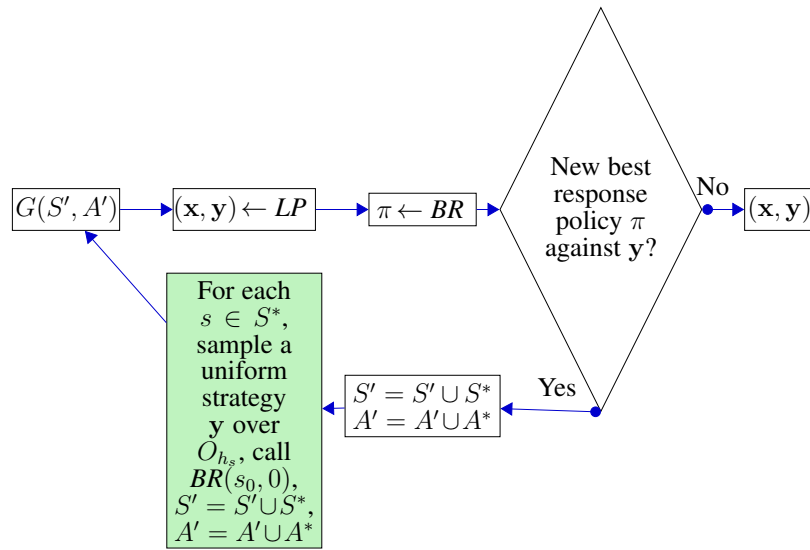 G(S′, A′)
(x, y) ← LP
π ← BR
New best
response
policy π
against y?
No
(x, y)
Yes
S′ = S′ ∪ S*
A′ = A′ ∪ A*
For each
s ∈ S*,
sample a
uniform
strategy
y over
O_{h_s}, call
BR(s₀, 0),
S′ = S′ ∪ S*,
A′ = A′ ∪ A*